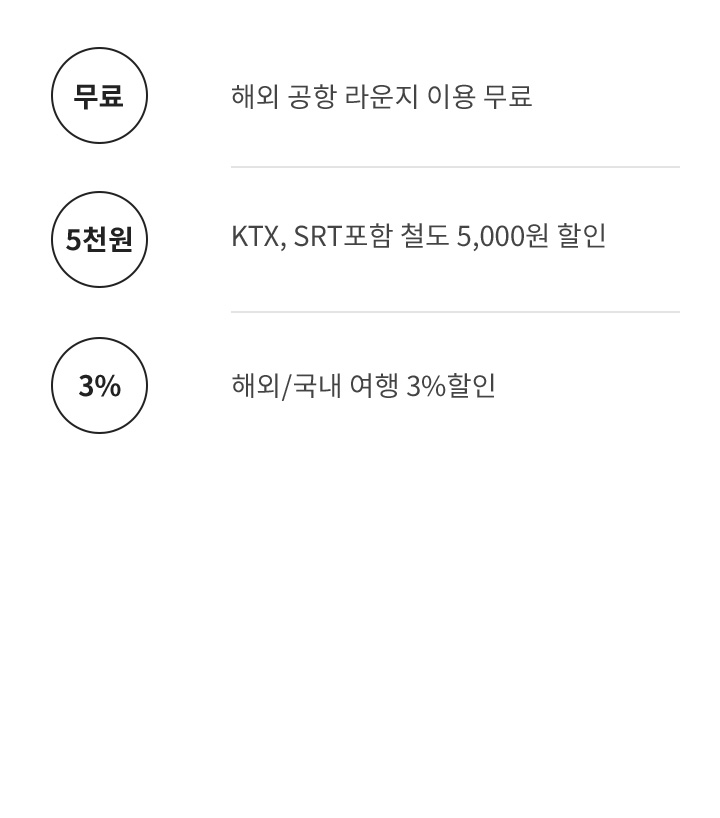 무료
해외 공항 라운지 이용 무료
5천원
KTX, SRT포함 철도 5,000원 할인
3%
해외/국내 여행 3%할인